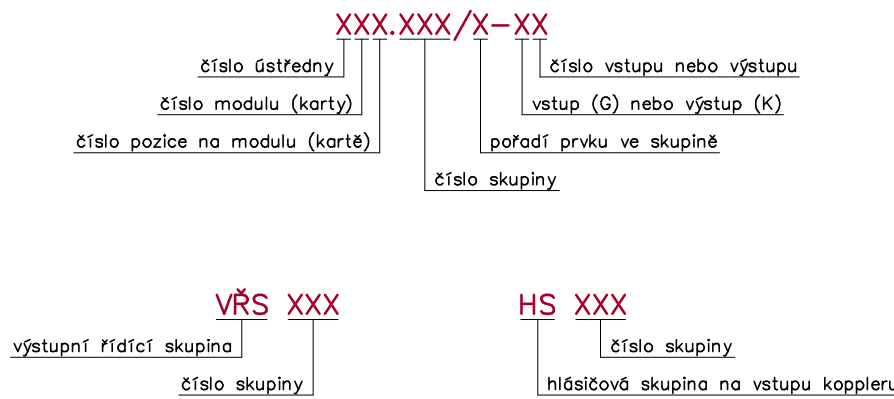 XXX.XXX/X-XX
číslo ústředny
číslo vstupu nebo výstupu
číslo modulu (karty)
vstup (G) nebo výstup (K)
číslo pozice na modulu (kartě)
pořadí prvku ve skupině
číslo skupiny
VŘS XXX
HS XXX
výstupní řídící skupina
číslo skupiny
číslo skupiny
hlásičová skupina na vstupu koppleru